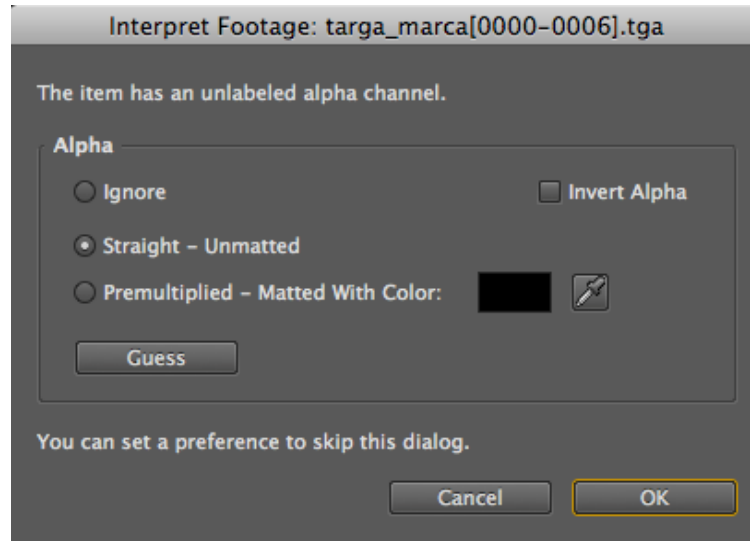 Interpret Footage: targa_marca[0000-0006].tga
The item has an unlabeled alpha channel.
Alpha
Ignore
Invert Alpha
Straight - Unmatted
Premultiplied - Matted With Color:
Guess
You can set a preference to skip this dialog.
Cancel
OK